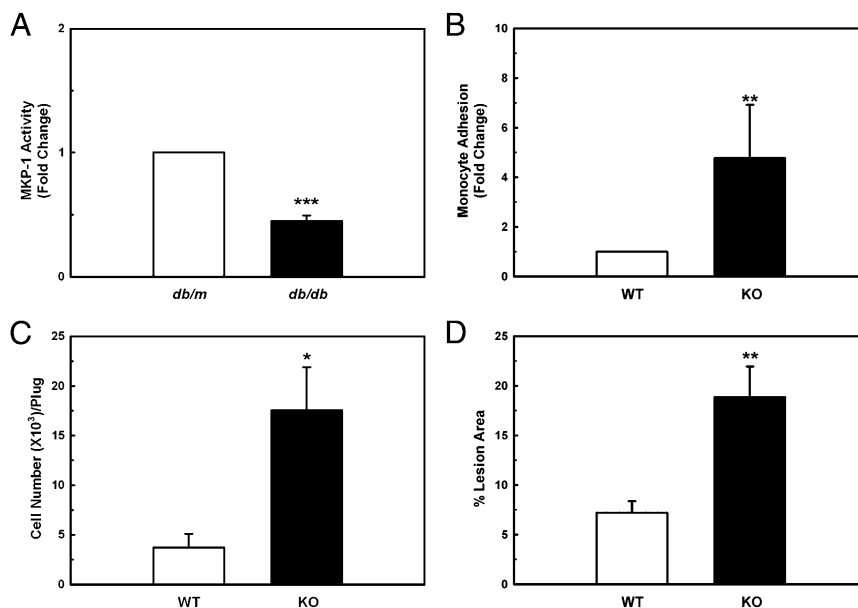 A
2
1
0
MKP-1 Activity
(Fold Change)
***
db/m
db/db
B
10
8
6
4
2
0
Monocyte Adhesion
(Fold Change)
**
WT
KO
C
25
20
15
10
5
0
Cell Number (X10³)/Plug
*
WT
KO
D
25
20
15
10
5
0
% Lesion Area
**
WT
KO